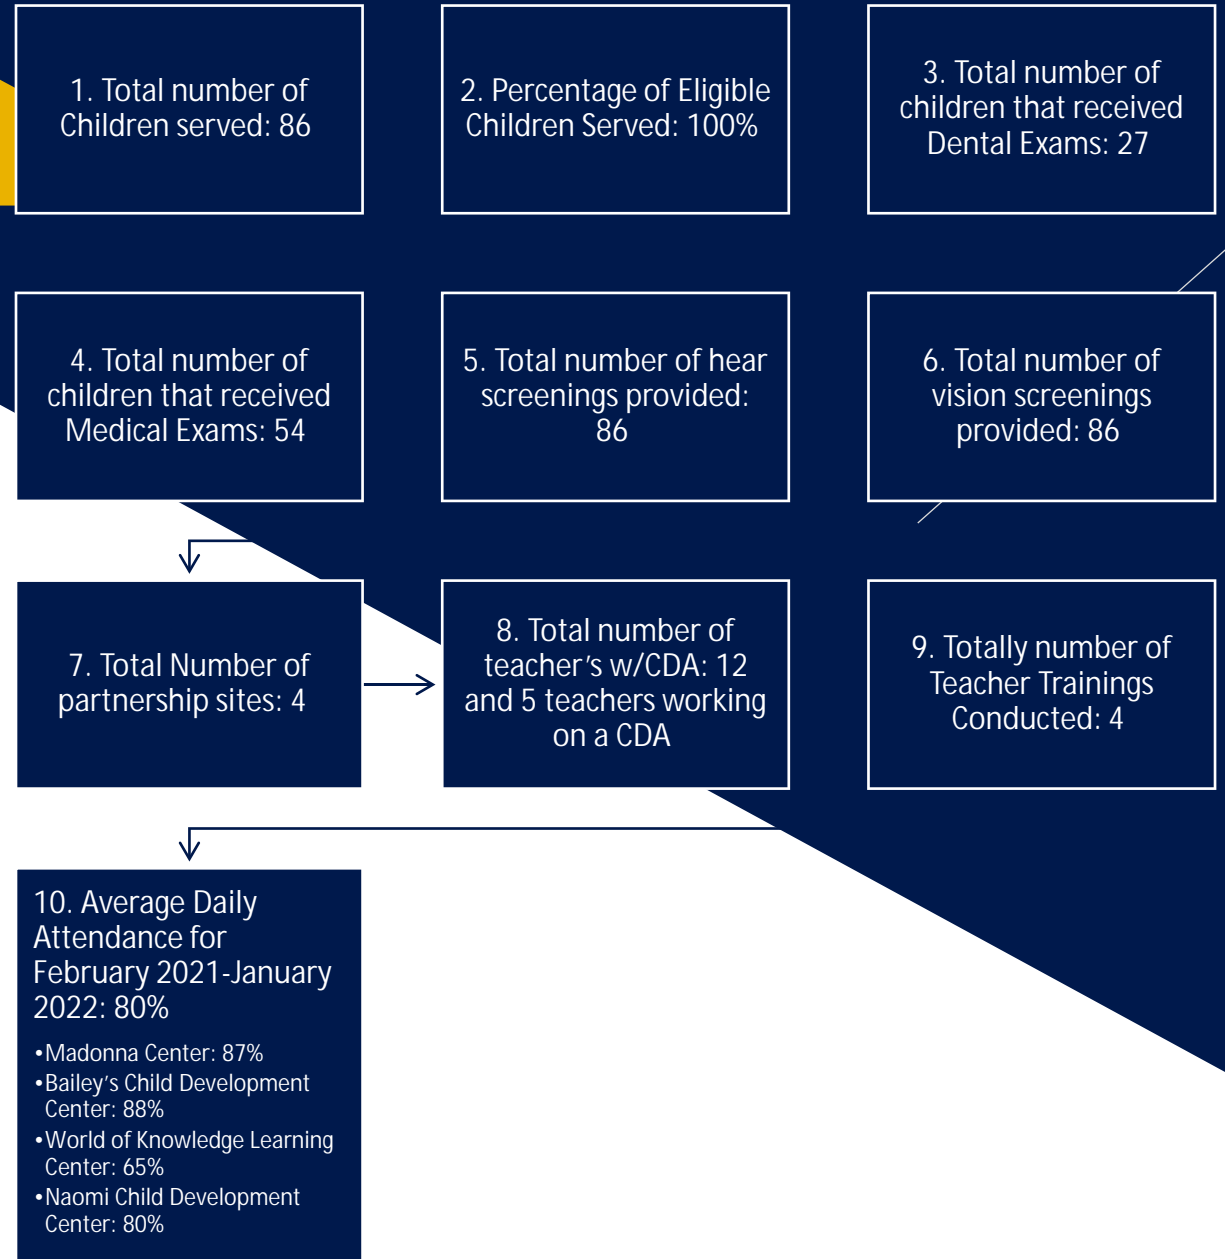 1. Total number of
Children served: 86
2. Percentage of Eligible
Children Served: 100%
3. Total number of
children that received
Dental Exams: 27
4. Total number of
children that received
Medical Exams: 54
5. Total number of hear
screenings provided:
86
6. Total number of
vision screenings
provided: 86
7. Total Number of
partnership sites: 4
8. Total number of
teacher's w/CDA: 12
and 5 teachers working
on a CDA
9. Totally number of
Teacher Trainings
Conducted: 4
10. Average Daily
Attendance for
February 2021-January
2022: 80%
•Madonna Center: 87%
•Bailey's Child Development
Center: 88%
•World of Knowledge Learning
Center: 65%
•Naomi Child Development
Center: 80%